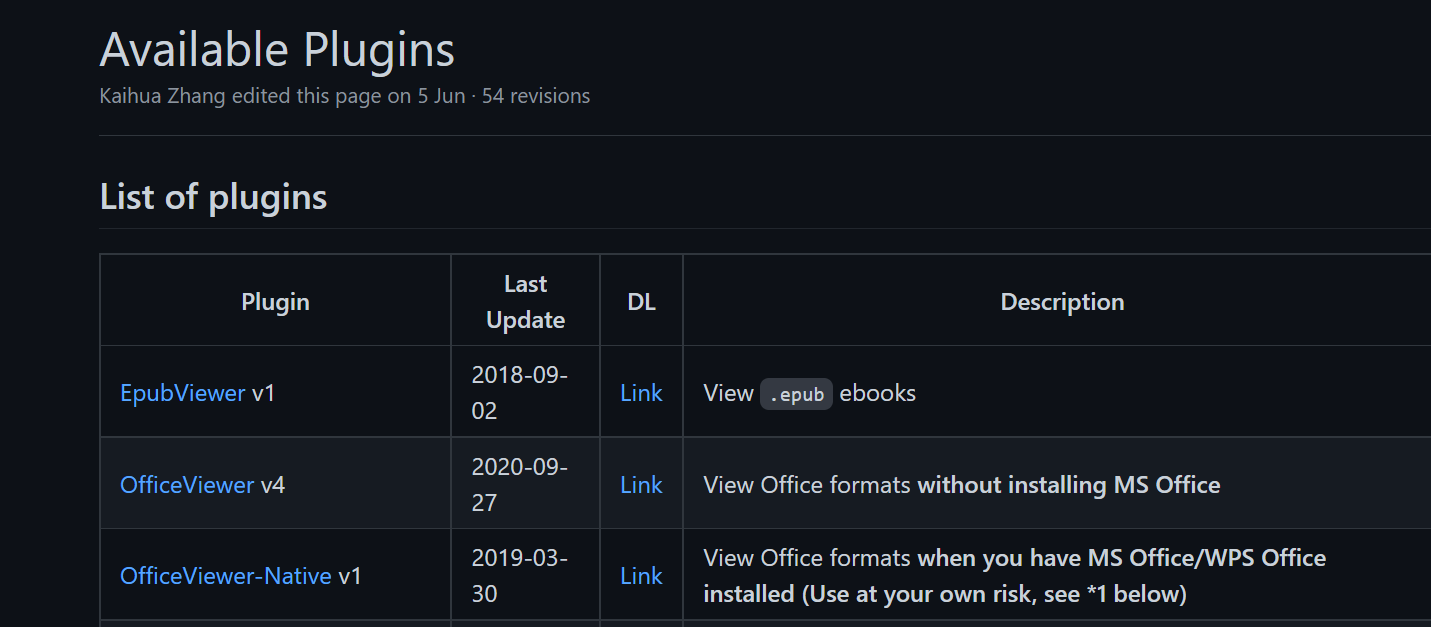 Available Plugins
Kaihua Zhang edited this page on 5 Jun · 54 revisions
List of plugins
Plugin
Last
Update
DL
Description
EpubViewer v1
2018-09-
02
Link
View .epub ebooks
OfficeViewer v4
2020-09-
27
Link
View Office formats without installing MS Office
OfficeViewer-Native v1
2019-03-
30
Link
View Office formats when you have MS Office/WPS Office
installed (Use at your own risk, see *1 below)